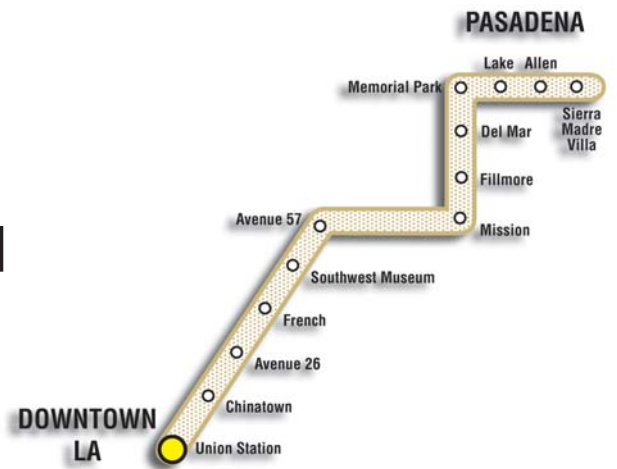 PASADENA
Lake Allen
Memorial Park
Sierra
Madre
Villa
Del Mar
Fillmore
Avenue 57
Mission
Southwest Museum
French
Avenue 26
Chinatown
DOWNTOWN
LA
Union Station